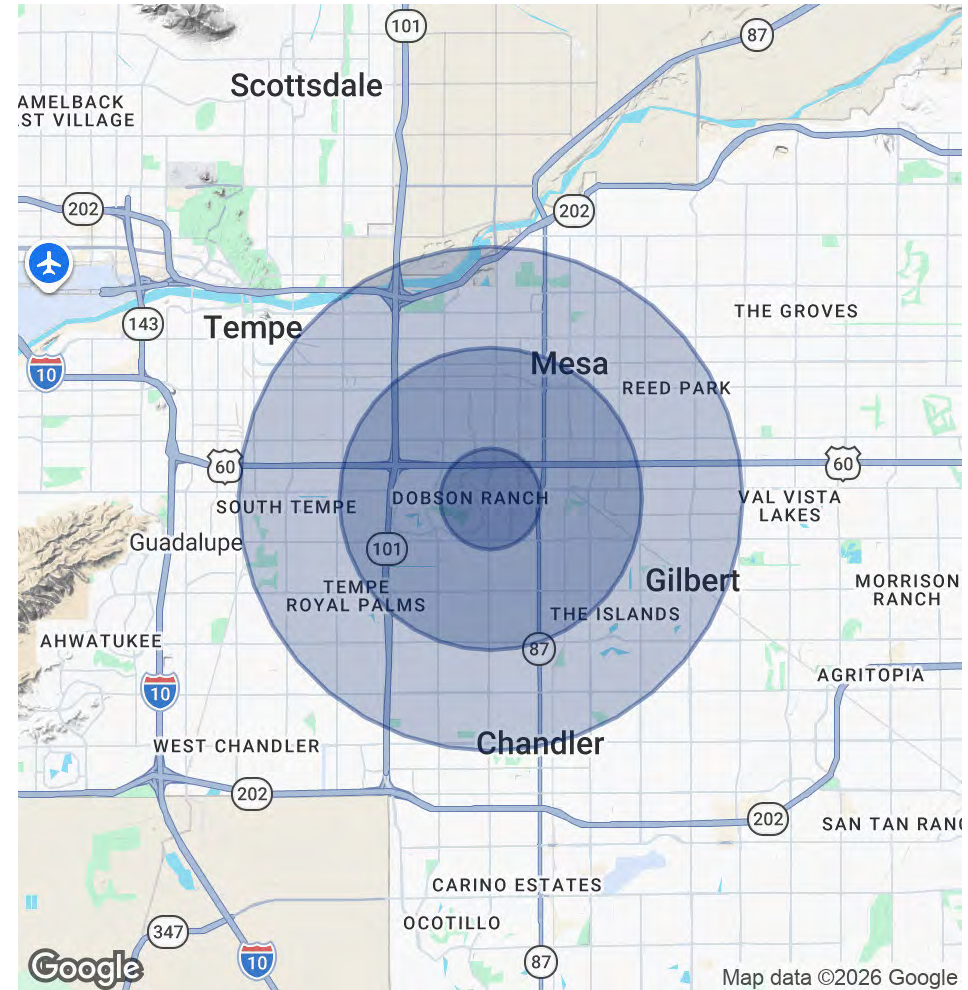 101
87
Scottsdale
AMELBACK
ST VILLAGE
202
202
THE GROVES
143
Tempe
Mesa
10
REED PARK
60
60
DOBSON RANCH
SOUTH TEMPE
VAL VISTA
LAKES
Guadalupe
101
TEMPE
ROYAL PALMS
Gilbert
MORRISON
RANCH
THE ISLANDS
AHWATUKEE
87
AGRITOPIA
10
WEST CHANDLER
Chandler
202
202
SAN TAN RANC
CARINO ESTATES
OCOTILLO
347
10
87
Google
Map data ©2026 Google